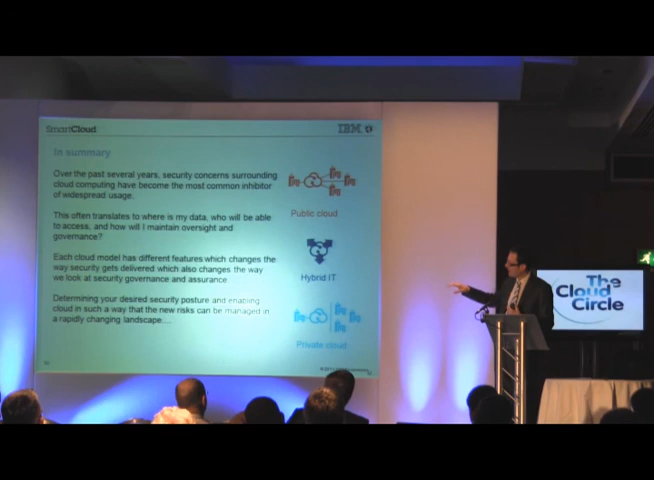 SmartCloud
IBM
In summary
Over the past several years, security concerns surrounding
cloud computing have become the most common inhibitor
of widespread usage.
This often translates to where is my data, who will be able
to access, and how will I maintain oversight and
governance?
Each cloud model has different features which changes the
way security gets delivered which also changes the way
we look at security governance and assurance
Determining your desired security posture and enabling
cloud in such a way that the new risks can be managed in
a rapidly changing landscape....
Public cloud
Hybrid IT
Private cloud
The
Cloud
Circle